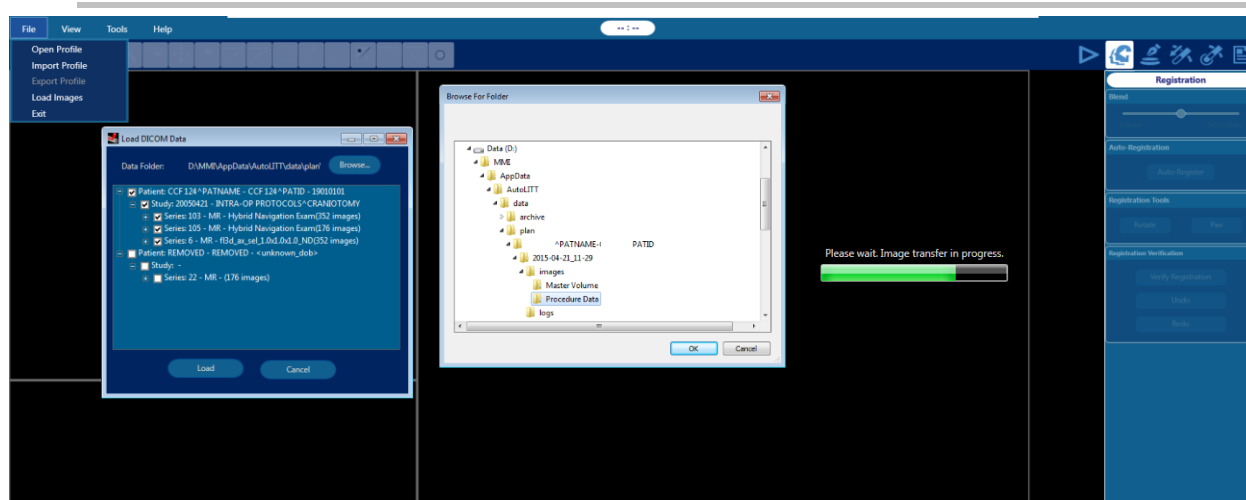 File View Tools Help
-- : --
Open Profile
Import Profile
Export Profile
Load Images
Exit
Load DICOM Data
Data Folder: D:\MMI\AppData\AutoLITT\data\plan\ Browse...
Patient: CCF 124^PATNAME - CCF 124^PATID - 19010101
Study: 20050421 - INTRA-OP PROTOCOLS^CRANIOTOMY
Series: 103 - MR - Hybrid Navigation Exam(352 images)
Series: 105 - MR - Hybrid Navigation Exam(176 images)
Series: 6 - MR - fl3d_ax_sel_1.0x1.0x1.0_ND(352 images)
Patient: REMOVED - REMOVED - <unknown_dob>
Study: -
Series: 22 - MR - (176 images)
Load Cancel
Browse For Folder
Data (D:)
MME
AppData
AutoLITT
data
archive
plan
^PATNAME-( PATID
2015-04-21_11-29
images
Master Volume
Procedure Data
logs
OK Cancel
Please wait. Image transfer in progress.
Registration
Blend
Auto-Registration
Auto-Register
Registration Tools
Rotate Pan
Registration Verification
Verify Registration
Undo
Redo